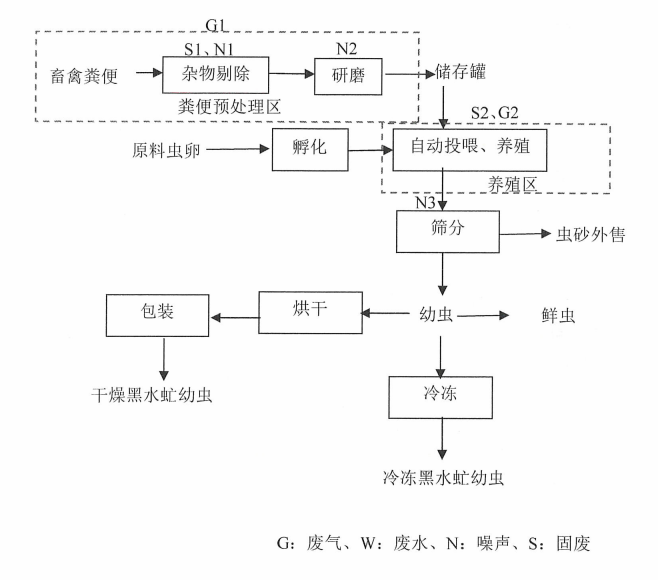 G1
S1、N1
N2
畜禽粪便
杂物剔除
研磨
储存罐
粪便预处理区
S2、G2
原料虫卵
孵化
自动投喂、养殖
养殖区
N3
筛分
虫砂外售
包装
烘干
幼虫
鲜虫
干燥黑水虻幼虫
冷冻
冷冻黑水虻幼虫
G：废气、W：废水、N：噪声、S：固废